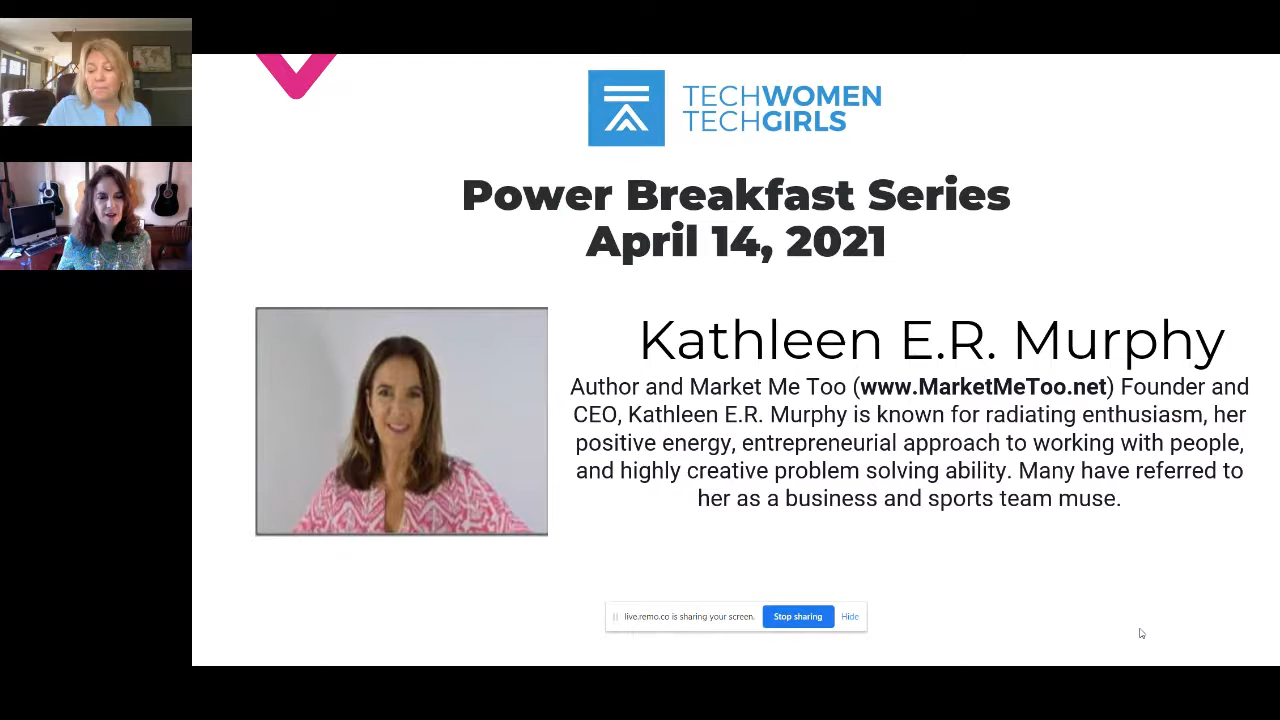 TECHWOMEN
TECHGIRLS
Power Breakfast Series
April 14, 2021
Kathleen E.R. Murphy
Author and Market Me Too (www.MarketMeToo.net) Founder and
CEO, Kathleen E.R. Murphy is known for radiating enthusiasm, her
positive energy, entrepreneurial approach to working with people,
and highly creative problem solving ability. Many have referred to
her as a business and sports team muse.
live.remo.co is sharing your screen. Stop sharing Hide